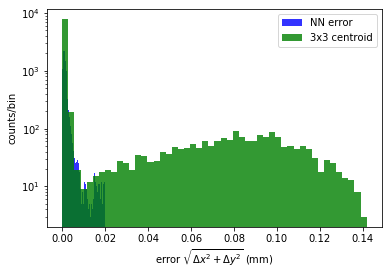 NN error
3x3 centroid
counts/bin
10⁴
10³
10²
10¹
0.00 0.02 0.04 0.06 0.08 0.10 0.12 0.14
error √Δx² + Δy² (mm)